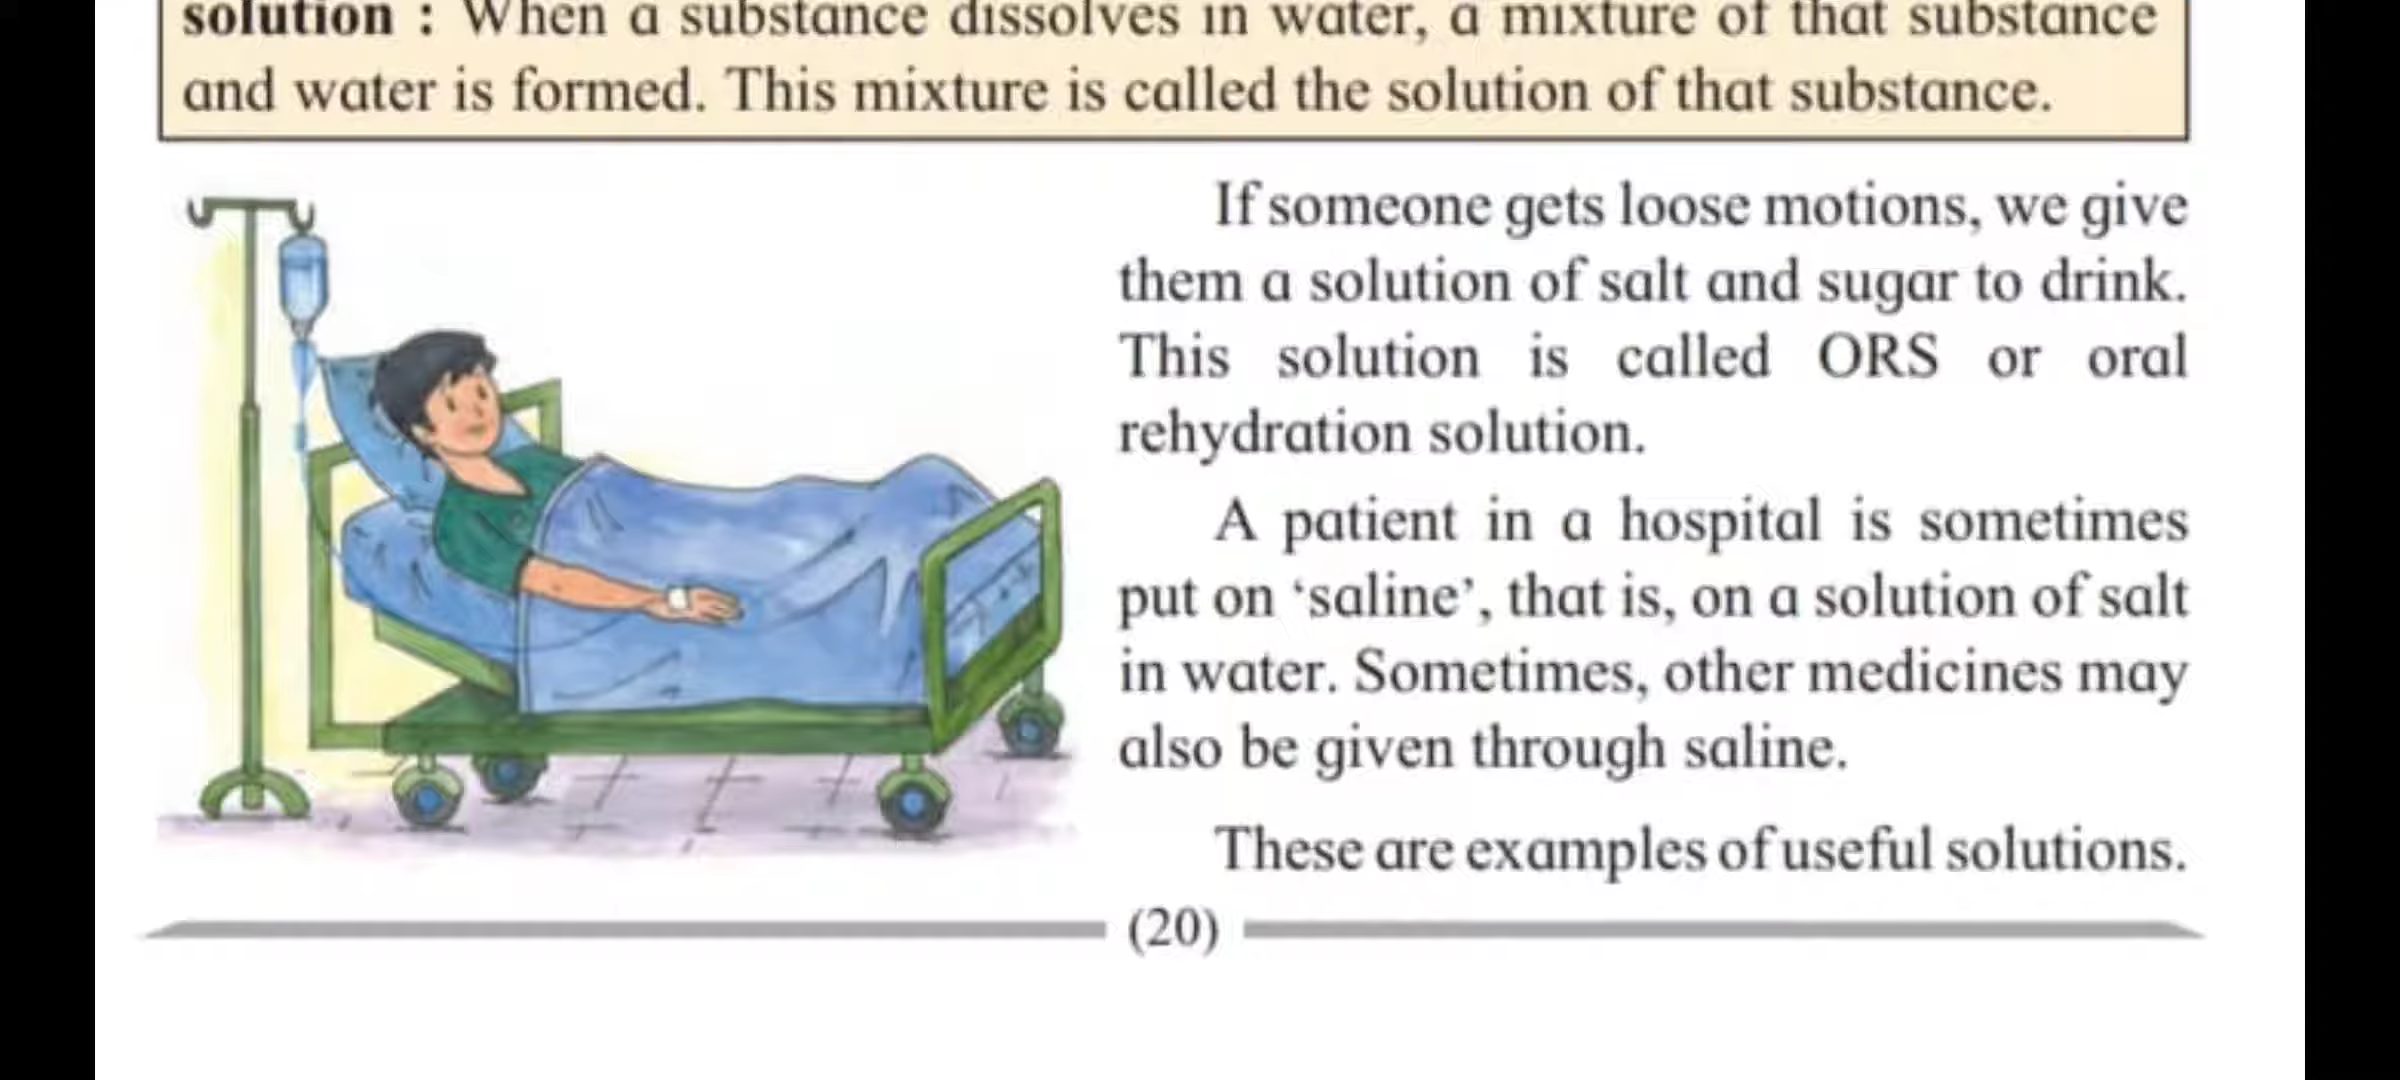 solution : When a substance dissolves in water, a mixture of that substance
and water is formed. This mixture is called the solution of that substance.
If someone gets loose motions, we give
them a solution of salt and sugar to drink.
This solution is called ORS or oral
rehydration solution.
A patient in a hospital is sometimes
put on ‘saline’, that is, on a solution of salt
in water. Sometimes, other medicines may
also be given through saline.
These are examples of useful solutions.
(20)